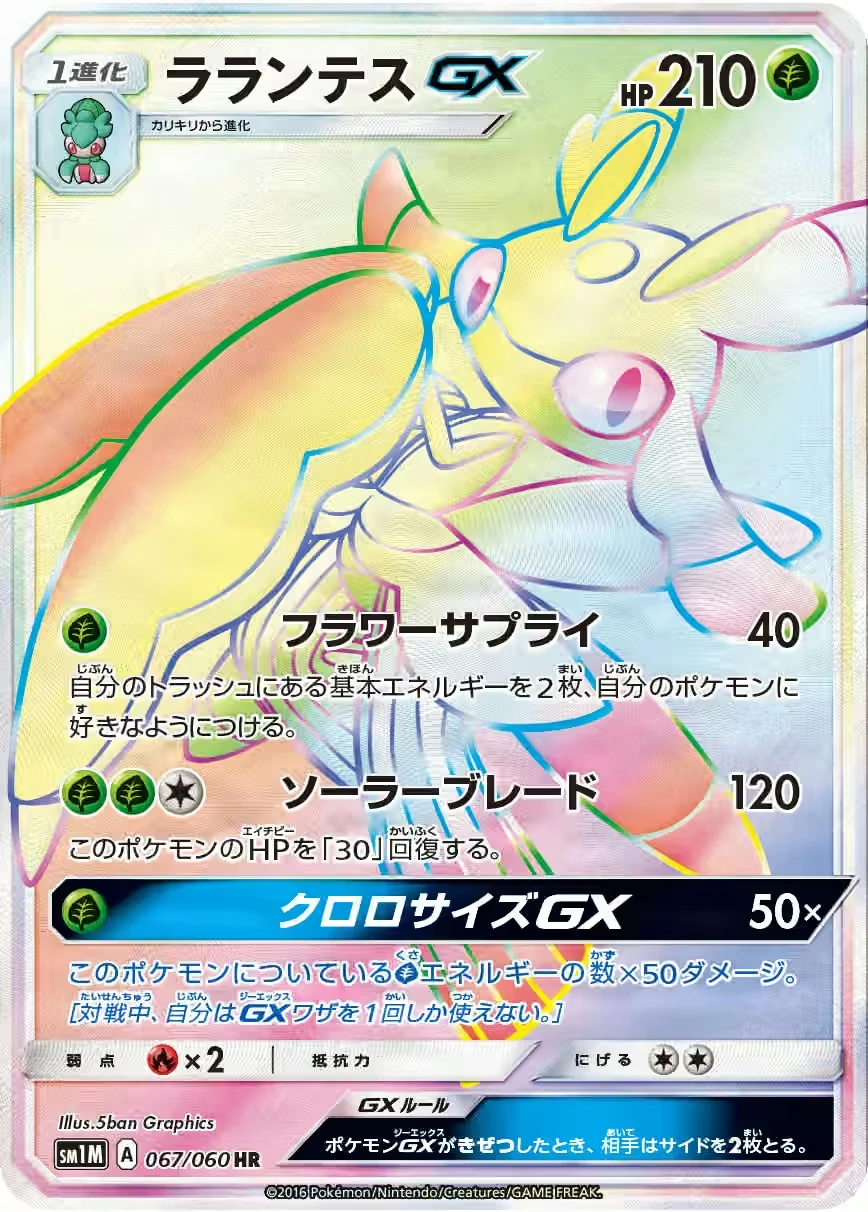 1進化
ラランテスGX
HP210
カリキリから進化
フラワーサプライ 40
自分のトラッシュにある基本エネルギーを2枚、自分のポケモンに
好きなようにつける。
ソーラーブレード 120
このポケモンのHPを「30」回復する。
クロロサイズGX 50×
このポケモンについているエネルギーの数×50ダメージ。
[対戦中、自分はGXワザを1回しか使えない。]
弱点 ×2 抵抗力 にげる
GXルール
ポケモンGXがきぜつしたとき、相手はサイドを2枚とる。
Illus.5ban Graphics
SM1M A 067/060 HR
©2016 Pokémon/Nintendo/Creatures/GAME FREAK.